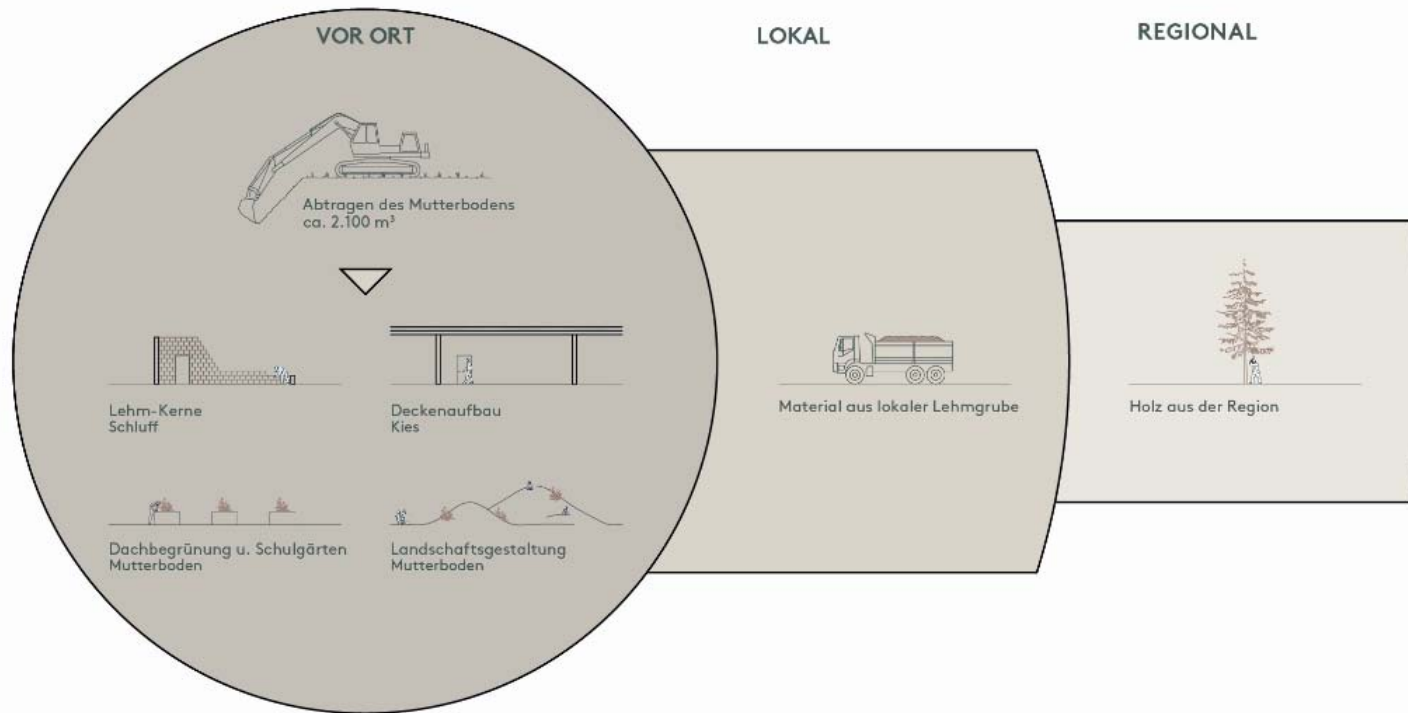 VOR ORT
LOKAL
REGIONAL
Abtragen des Mutterbodens
ca. 2.100 m³
Lehm-Kerne
Schluff
Deckenaufbau
Kies
Material aus lokaler Lehmgrube
Holz aus der Region
Dachbegrünung u. Schulgärten
Mutterboden
Landschaftsgestaltung
Mutterboden